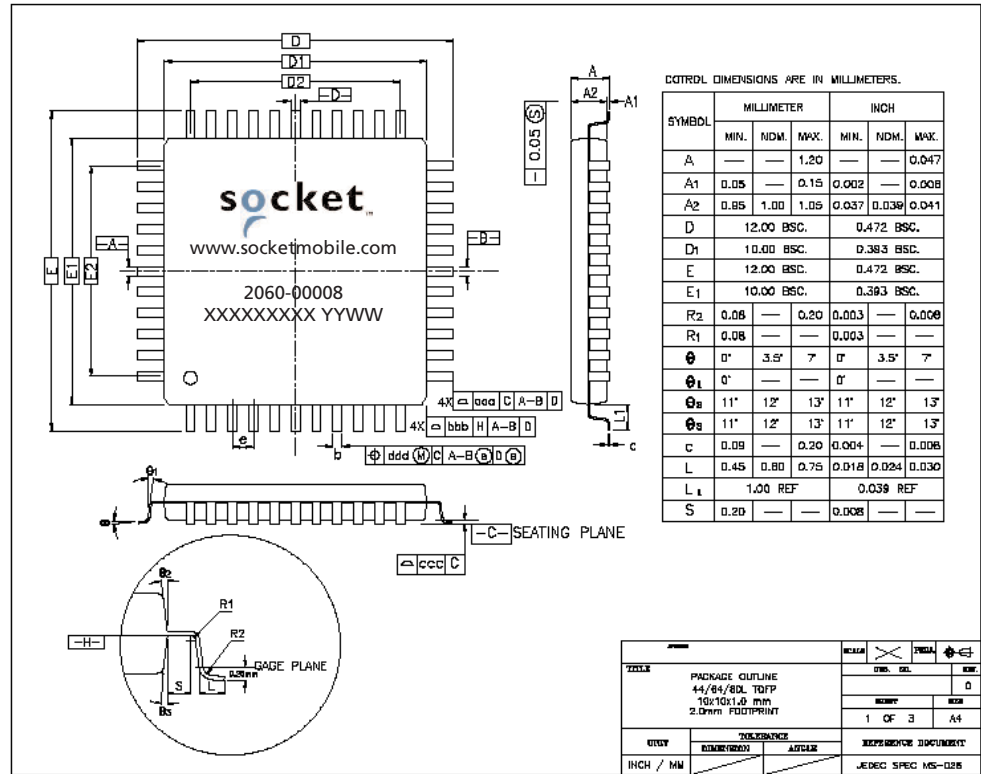 D
D1
D2
-D-
A
A2
A1
0.05 S
socket™
www.socketmobile.com
2060-00008
XXXXXXXXX YYWW
-A-
-B-
E
E1
E2
e
b
4X aaa C A-B D
4X bbb H A-B D
ddd M C A-B D
L1
c
COTROL DIMENSIONS ARE IN MILLIMETERS.
SYMBOL MILLIMETER INCH
MIN. NOM. MAX. MIN. NOM. MAX.
A — — 1.20 — — 0.047
A1 0.05 — 0.15 0.002 — 0.006
A2 0.95 1.00 1.05 0.037 0.039 0.041
D 12.00 BSC. 0.472 BSC.
D1 10.00 BSC. 0.393 BSC.
E 12.00 BSC. 0.472 BSC.
E1 10.00 BSC. 0.393 BSC.
R2 0.08 — 0.20 0.003 — 0.008
R1 0.08 — — 0.003 — —
θ 0° 3.5° 7° 0° 3.5° 7°
θ1 0° — — 0° — —
11° 12° 13° 11° 12° 13°
11° 12° 13° 11° 12° 13°
c 0.09 — 0.20 0.004 — 0.008
L 0.45 0.60 0.75 0.018 0.024 0.030
L1 1.00 REF 0.039 REF
S 0.20 — — 0.008 — —
θ1
θ
-C- SEATING PLANE
ccc C
θ2
R1
-H-
R2
GAGE PLANE
S
L
θ3
SCALE
TITLE
PACKAGE OUTLINE
44/64/80L TQFP
10x10x1.0 mm
2.0mm FOOTPRINT
DWG. NO.
REV.
0
SHEET SIZE
1 OF 3 A4
UNIT TOLERANCE
DIMENSION ANGLE
REFERENCE DOCUMENT
INCH / MM
JEDEC SPEC MS-026